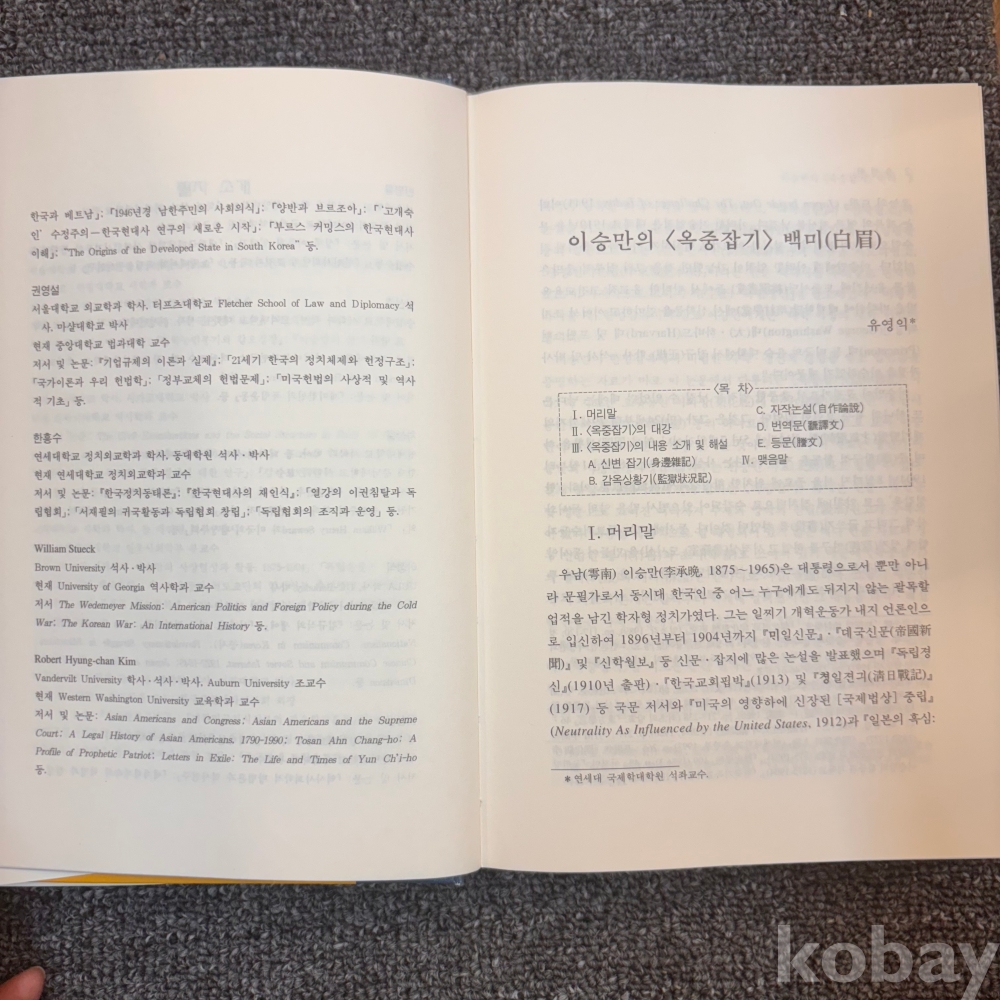 한국과 베트남」; 「1946년경 남한주민의 사회의식」; 「양반과 브르조아」; 「'고개숙
인' 수정주의―한국현대사 연구의 새로운 시작」; 「부르스 커밍스의 한국현대사
이해」; "The Origins of the Developed State in South Korea" 등.
권영설
서울대학교 외교학과 학사, 터프츠대학교 Fletcher School of Law and Diplomacy 석
사, 마샬대학교 박사
현재 중앙대학교 법과대학 교수
저서 및 논문: 『기업규제의 이론과 실제』; 「21세기 한국의 정치체제와 헌정구조」;
「국가이론과 우리 헌법학」; 「정부교체의 헌법문제」; 「미국헌법의 사상적 및 역사
적 기초」 등.
한흥수
연세대학교 정치외교학과 학사, 동대학원 석사·박사
현재 연세대학교 정치외교학과 교수
저서 및 논문: 『한국정치동태론』; 『한국현대사의 재인식』; 「열강의 이권침탈과 독
립협회」; 「서재필의 귀국활동과 독립협회 창립」; 「독립협회의 조직과 운영」 등.
William Stueck
Brown University 석사·박사
현재 University of Georgia 역사학과 교수
저서 The Wedemeyer Mission: American Politics and Foreign Policy during the Cold
War; The Korean War: An International History 등.
Robert Hyung-chan Kim
Vandervilt University 학사·석사·박사, Auburn University 조교수
현재 Western Washington University 교육학과 교수
저서 및 논문: Asian Americans and Congress; Asian Americans and the Supreme
Court: A Legal History of Asian Americans, 1790-1990; Tosan Ahn Chang-ho: A
Profile of Prophetic Patriot; Letters in Exile: The Life and Times of Yun Ch'i-ho
등.
이승만의 〈옥중잡기〉 백미(白眉)
유영익*
〈목 차〉
Ⅰ. 머리말
Ⅱ. 〈옥중잡기〉의 대강
Ⅲ. 〈옥중잡기〉의 내용 소개 및 해설
A. 신변 잡기(身邊雜記)
B. 감옥상황기(監獄狀況記)
C. 자작논설(自作論說)
D. 번역문(飜譯文)
E. 등문(謄文)
Ⅳ. 맺음말
Ⅰ. 머리말
우남(雩南) 이승만(李承晩, 1875~1965)은 대통령으로서 뿐만 아니
라 문필가로서 동시대 한국인 중 어느 누구에게도 뒤지지 않는 괄목할
업적을 남긴 학자형 정치가였다. 그는 일찌기 개혁운동가 내지 언론인으
로 입신하여 1896년부터 1904년까지 『믹일신문』·『뎨국신문(帝國新
聞)』 및 『신학월보』 등 신문·잡지에 많은 논설을 발표했으며 『독립졍
신』(1910년 출판)·『한국교회핍박』(1913) 및 『청일젼긔(淸日戰記)』
(1917) 등 국문 저서와 『미국의 영향하에 신장된 [국제법상] 중립』
(Neutrality As Influenced by the United States, 1912)과 『일본의 흑심:
* 연세대 국제학대학원 석좌교수.
kobay